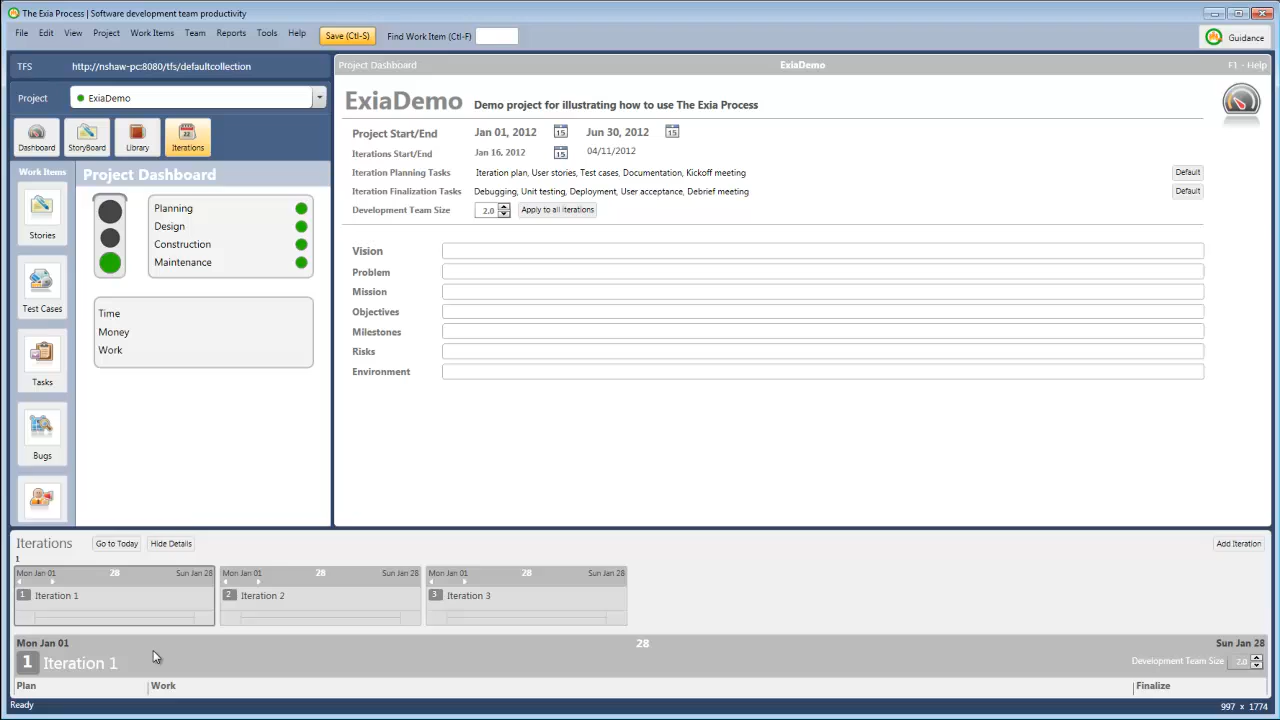 The Exia Process | Software development team productivity
File Edit View Project Work Items Team Reports Tools Help Save (Ctl-S) Find Work Item (Ctl-F) Guidance
TFS http://nshaw-pc:8080/tfs/defaultcollection
Project ExiaDemo
Dashboard StoryBoard Library Iterations
Work Items
Stories
Test Cases
Tasks
Bugs
Project Dashboard
Planning
Design
Construction
Maintenance
Time
Money
Work
Project Dashboard ExiaDemo F1 - Help
ExiaDemo Demo project for illustrating how to use The Exia Process
Project Start/End Jan 01, 2012 15 Jun 30, 2012 15
Iterations Start/End Jan 16, 2012 15 04/11/2012
Iteration Planning Tasks Iteration plan, User stories, Test cases, Documentation, Kickoff meeting Default
Iteration Finalization Tasks Debugging, Unit testing, Deployment, User acceptance, Debrief meeting Default
Development Team Size 2.0 Apply to all iterations
Vision
Problem
Mission
Objectives
Milestones
Risks
Environment
Iterations Go to Today Hide Details Add Iteration
1
Mon Jan 01 28 Sun Jan 28 Mon Jan 01 28 Sun Jan 28 Mon Jan 01 28 Sun Jan 28
1 Iteration 1 2 Iteration 2 3 Iteration 3
Mon Jan 01 28 Sun Jan 28
1 Iteration 1 Development Team Size 2.0
Plan Work Finalize
Ready 997 x 1774